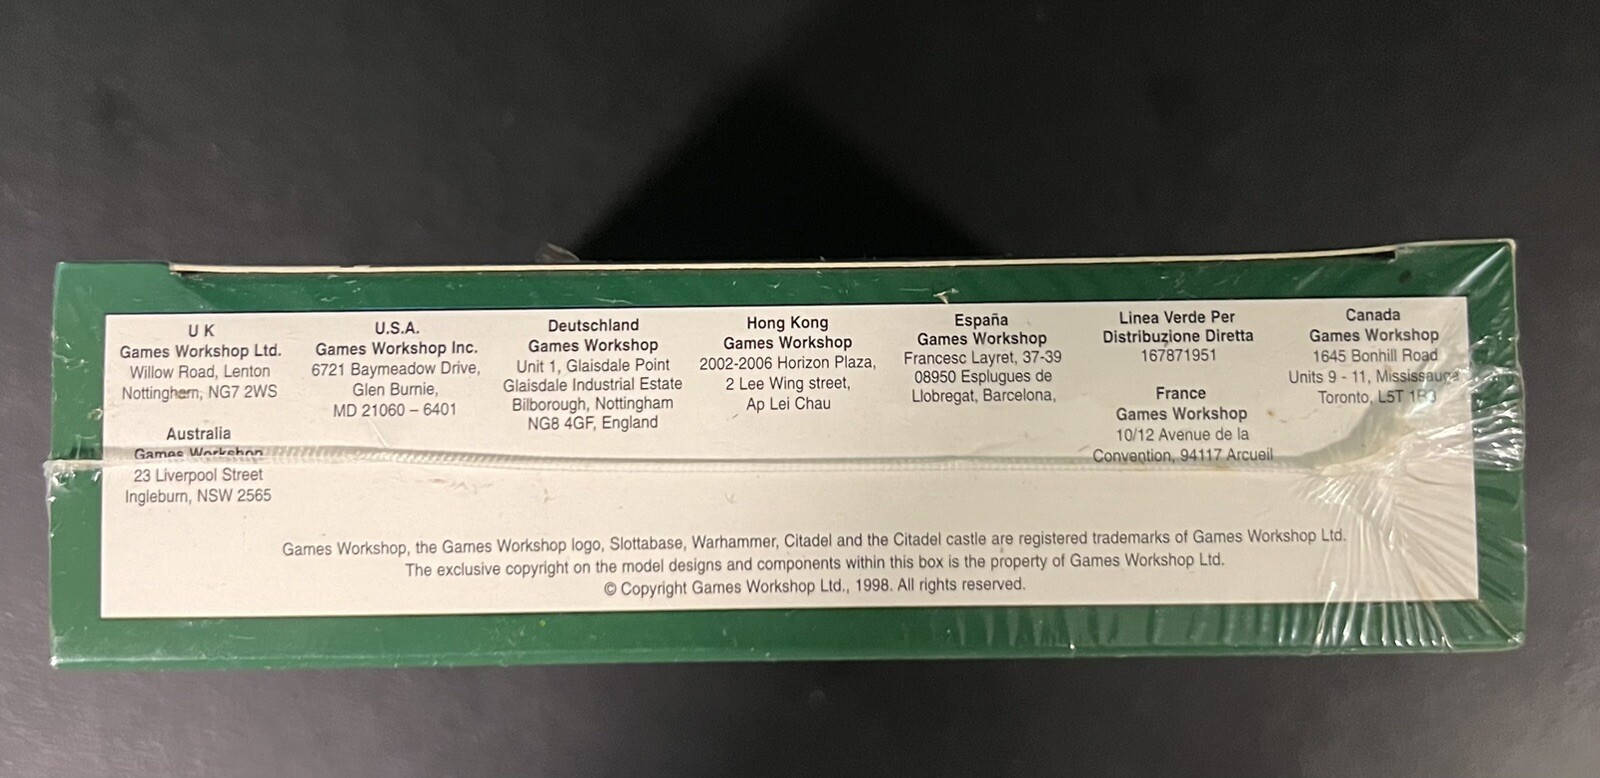 U K
Games Workshop Ltd.
Willow Road, Lenton
Nottinghem, NG7 2WS
Australia
Games Workshop
23 Liverpool Street
Ingleburn, NSW 2565
U.S.A.
Games Workshop Inc.
6721 Baymeadow Drive,
Glen Burnie,
MD 21060 – 6401
Deutschland
Games Workshop
Unit 1, Glaisdale Point
Glaisdale Industrial Estate
Bilborough, Nottingham
NG8 4GF, England
Hong Kong
Games Workshop
2002-2006 Horizon Plaza,
2 Lee Wing street,
Ap Lei Chau
España
Games Workshop
Francesc Layret, 37-39
08950 Esplugues de
Llobregat, Barcelona,
Linea Verde Per
Distribuzione Diretta
167871951
France
Games Workshop
10/12 Avenue de la
Convention, 94117 Arcueil
Canada
Games Workshop
1645 Bonhill Road
Units 9 - 11, Mississauga
Toronto, L5T
Games Workshop, the Games Workshop logo, Slottabase, Warhammer, Citadel and the Citadel castle are registered trademarks of Games Workshop Ltd.
The exclusive copyright on the model designs and components within this box is the property of Games Workshop Ltd.
© Copyright Games Workshop Ltd., 1998. All rights reserved.